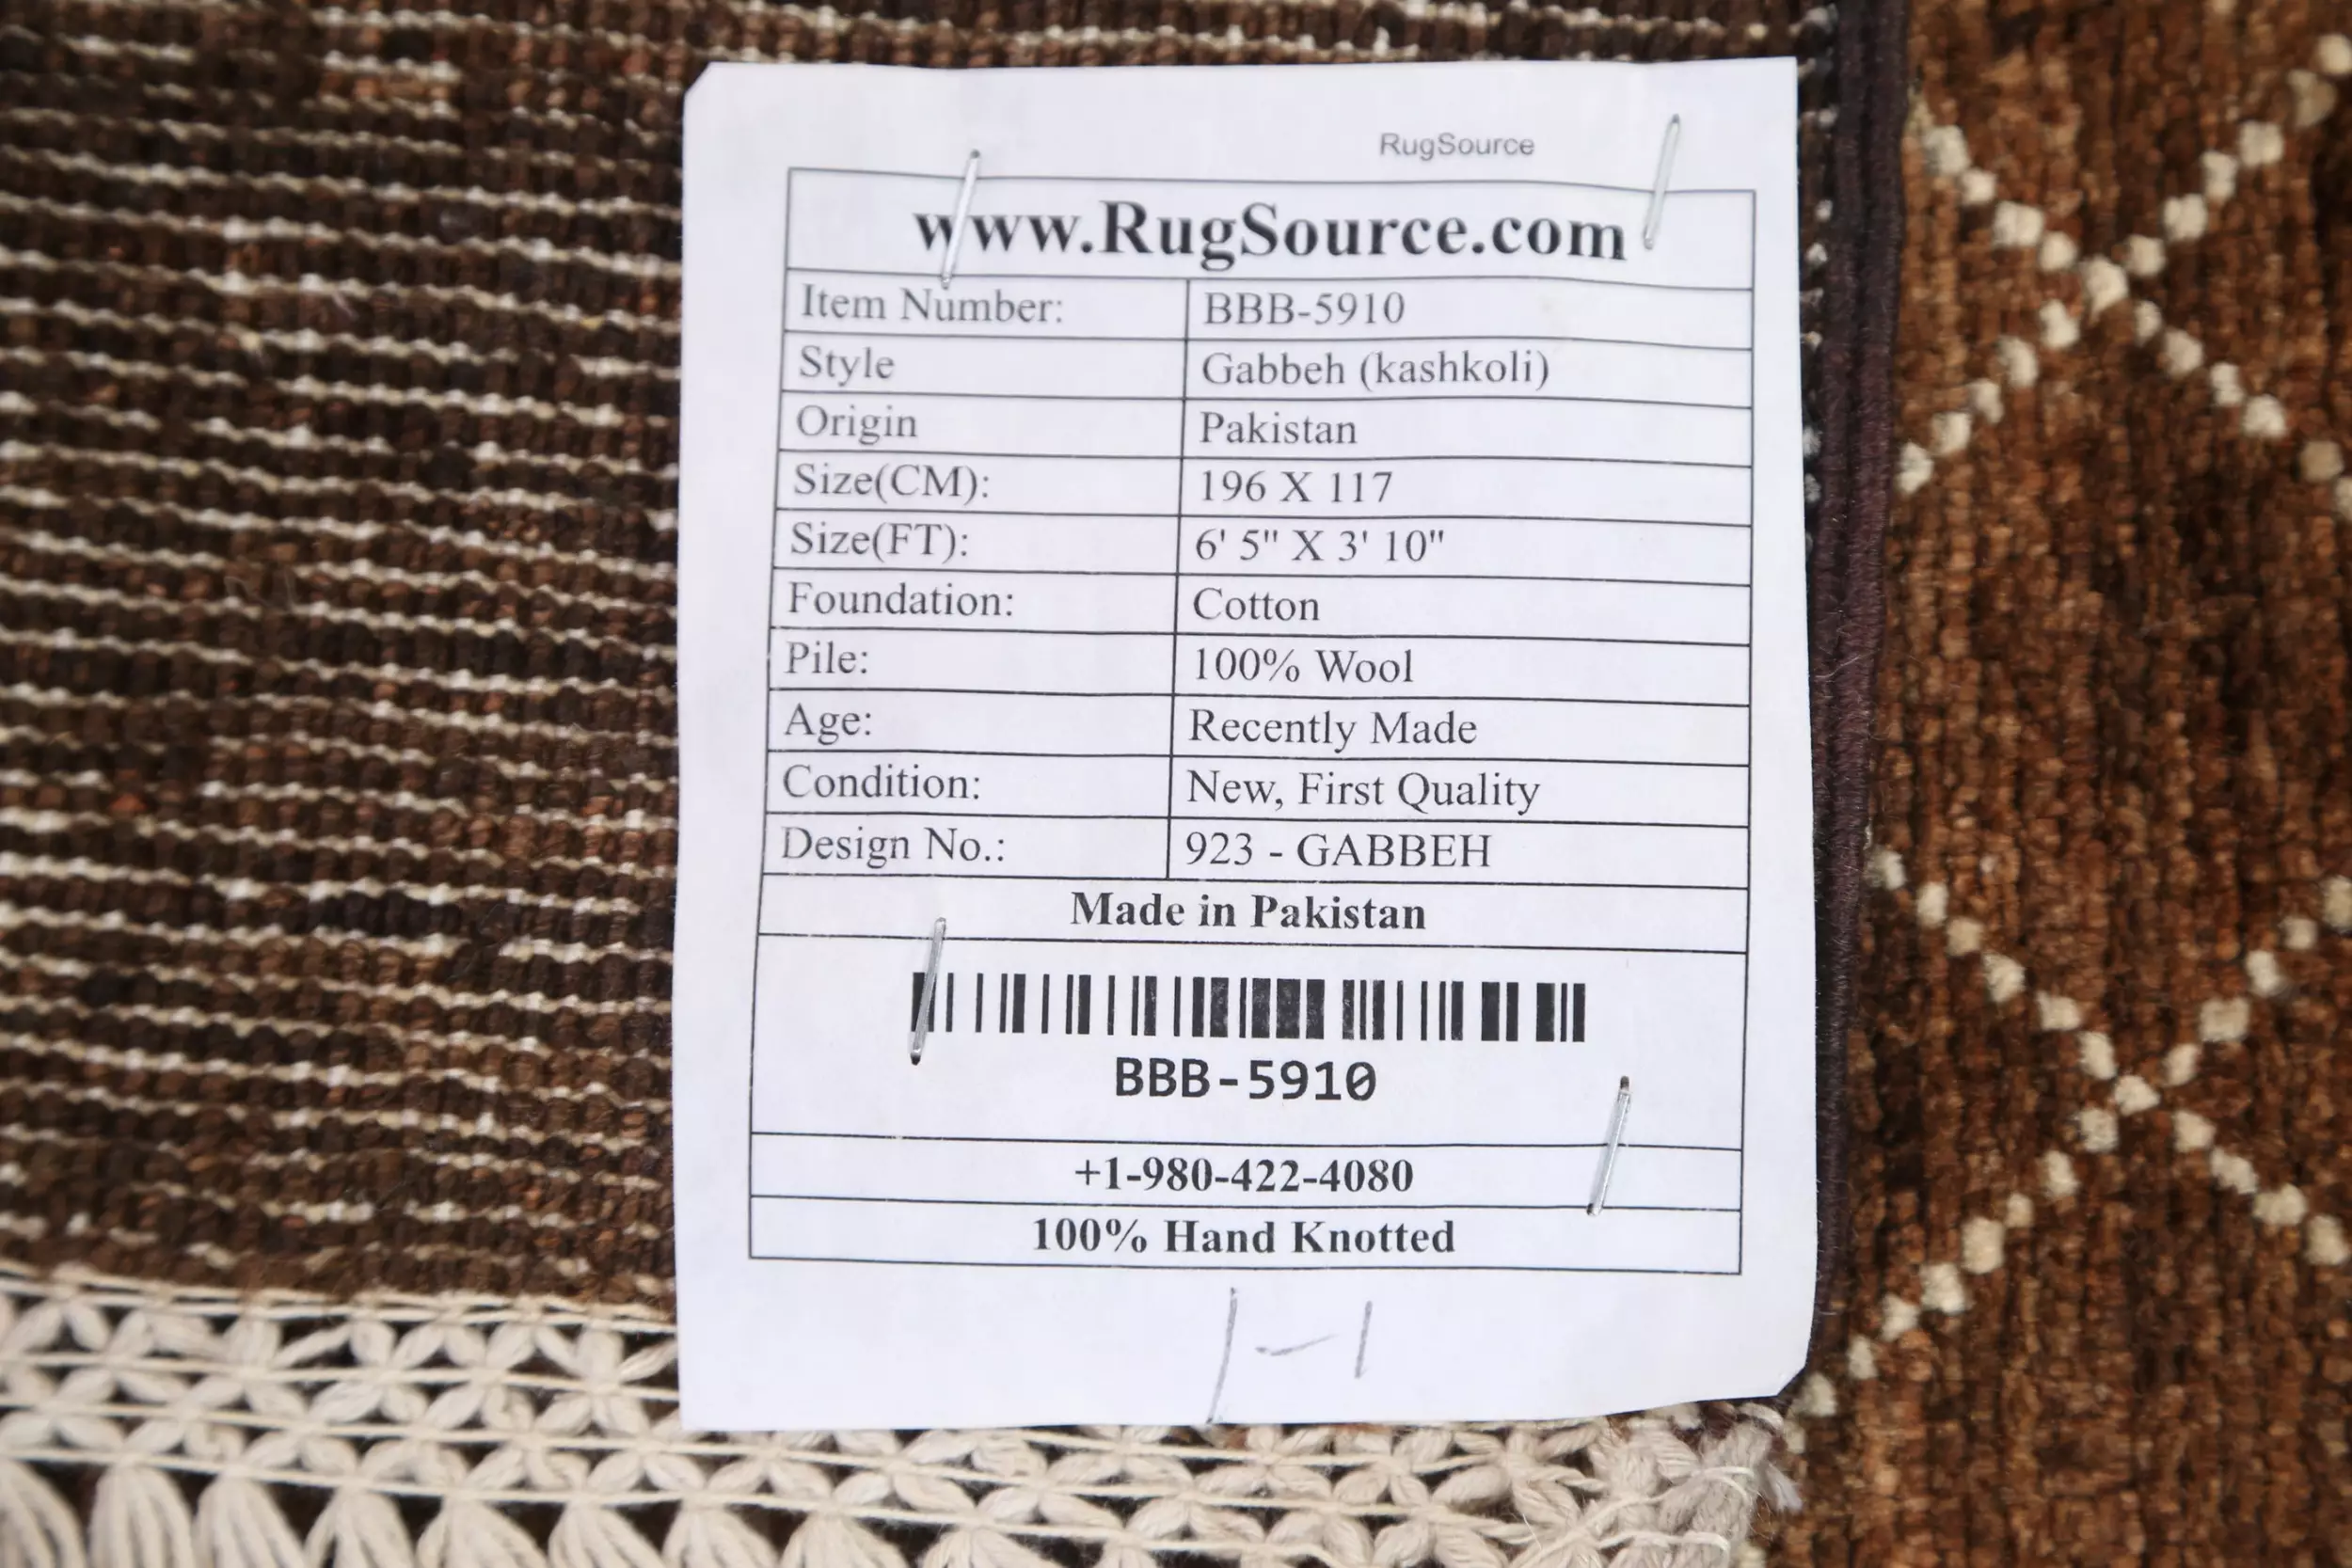 RugSource
www.RugSource.com
Item Number: BBB-5910
Style Gabbeh (kashkoli)
Origin Pakistan
Size(CM): 196 X 117
Size(FT): 6' 5" X 3' 10"
Foundation: Cotton
Pile: 100% Wool
Age: Recently Made
Condition: New, First Quality
Design No.: 923 - GABBEH
Made in Pakistan
BBB-5910
+1-980-422-4080
100% Hand Knotted
1-1